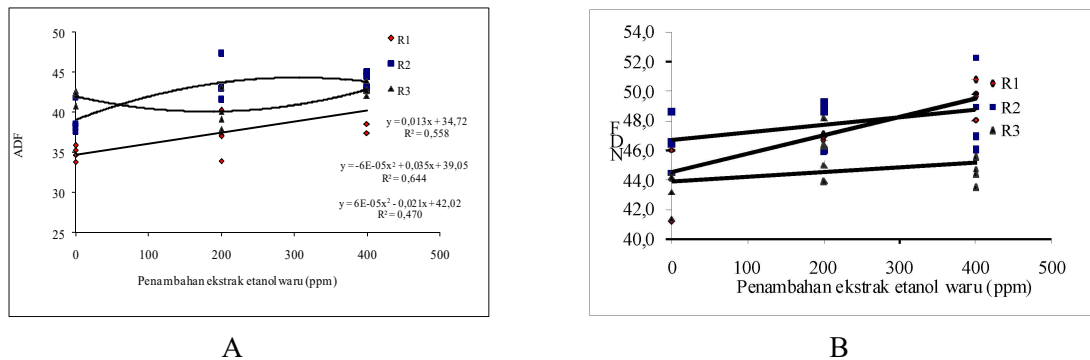 50
45
40
35
30
25
ADF
R1
R2
R3
y = 0,013x + 34,72
R² = 0,558
y = -6E-05x² + 0,035x + 39,05
R² = 0,644
y = 6E-05x² - 0,021x + 42,02
R² = 0,470
0 100 200 300 400 500
Penambahan ekstrak etanol waru (ppm)
A
54,0
52,0
50,0
48,0
46,0
44,0
42,0
40,0
F
D
N
R1
R2
R3
0 100 200 300 400 500
Penambahan ekstrak etanol waru (ppm)
B